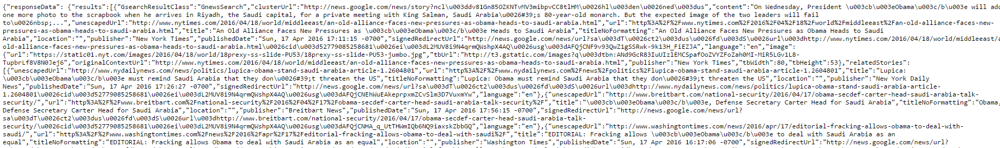 {"responseData": {"results":[{"GsearchResultClass":"GnewsSearch","clusterUrl":"http://news.google.com/news/story?ncl\u003ddv81Gn85OZKNTvMV3mibpvCC8tlHM\u0026hl\u003den\u0026ned\u003dus","content":"On Wednesday, President \u003cb\u003eObama\u003c/b\u003e will add
one more photo to the scrapbook when he arrives in Riyadh, the Saudi capital, for a private meeting with King Salman, Saudi Arabia\u0026#39;s 80-year-old monarch. But the expected image of the two leaders will fail
to\u0026nbsp;...","unescapedUrl":"http://www.nytimes.com/2016/04/18/world/middleeast/an-old-alliance-faces-new-pressures-as-obama-heads-to-saudi-arabia.html","url":"http%3A%2F%2Fwww.nytimes.com%2F2016%2F04%2F18%2Fworld%2Fmiddleeast%2Fan-old-alliance-faces-new-
pressures-as-obama-heads-to-saudi-arabia.html","title":"An Old Alliance Faces New Pressures as \u003cb\u003eObama\u003c/b\u003e Heads to Saudi Arabia","titleNoFormatting":"An Old Alliance Faces New Pressures as Obama Heads to Saudi
Arabia","location":"","publisher":"New York Times","publishedDate":"Sun, 17 Apr 2016 17:11:15 -0700","signedRedirectUrl":"http://news.google.com/news/url?sa\u003dT\u0026ct2\u003dus\u0026fd\u003dS\u0026url\u003dhttp://www.nytimes.com/2016/04/18/world/middleeast/a
old-alliance-faces-new-pressures-as-obama-heads-to-saudi-arabia.html\u0026cid\u003d52779085258681\u0026ei\u003dL2MUV8i9N4qrmQWshpX4AQ\u0026usg\u003dAFQjCNF9v93QwZ1gSSRwk-9k13H_FiEZJA","language":"en","image":
{"url":"https://static01.nyt.com/images/2016/04/18/world/18prexy-ss-slide-PU53/18prexy-ss-slide-PU53-jumbo.jpg","tbUrl":"http://t3.gstatic.com/images?q\u003dtbn:ANd9GcR83IuUIzlEMCSpafOoZVYZFoZah0MI-MiR5LGv1L8-
TupbrLf8V8N0Jej6","originalContextUrl":"http://www.nytimes.com/2016/04/18/world/middleeast/an-old-alliance-faces-new-pressures-as-obama-heads-to-saudi-arabia.html","publisher":"New York Times","tbWidth":80,"tbHeight":53},"relatedStories":
[{"unescapedUrl":"http://www.nydailynews.com/news/politics/lupica-obama-stand-saudi-arabia-article-1.2604801","url":"http%3A%2F%2Fwww.nydailynews.com%2Fnews%2Fpolitics%2Flupica-obama-stand-saudi-arabia-article-1.2604801","title":"Lupica:
\u003cb\u003eObama\u003c/b\u003e must remind Saudi Arabia that they don\u0026#39;t threaten the US","titleNoFormatting":"Lupica: Obama must remind Saudi Arabia that they don\u0026#39;t threaten the US","location":"","publisher":"New York Daily
News","publishedDate":"Sun, 17 Apr 2016 17:26:27 -0700","signedRedirectUrl":"http://news.google.com/news/url?sa\u003dT\u0026ct2\u003dus\u0026fd\u003dS\u0026url\u003dhttp://www.nydailynews.com/news/politics/lupica-obama-stand-saudi-arabia-article-
1.2604801\u0026cid\u003d52779085258681\u0026ei\u003dL2MUV8i9N4qrmQWshpX4AQ\u0026usg\u003dAFQjCNEhWuEAkeprpxmZCvSlm3D7VuxmYw","language":"en"},{"unescapedUrl":"http://www.breitbart.com/national-security/2016/04/17/obama-secdef-carter-head-saudi-arabia-talk-
security/","url":"http%3A%2F%2Fwww.breitbart.com%2Fnational-security%2F2016%2F04%2F17%2Fobama-secdef-carter-head-saudi-arabia-talk-security%2F","title":"\u003cb\u003eObama\u003c/b\u003e, Defense Secretary Carter Head for Saudi Arabia","titleNoFormatting":"Obama,
Defense Secretary Carter Head for Saudi Arabia","location":"","publisher":"Breitbart News","publishedDate":"Sun, 17 Apr 2016 17:56:15 -0700","signedRedirectUrl":"http://news.google.com/news/url?
sa\u003dT\u0026ct2\u003dus\u0026fd\u003dS\u0026url\u003dhttp://www.breitbart.com/national-security/2016/04/17/obama-secdef-carter-head-saudi-arabia-talk-
security/\u0026cid\u003d52779085258681\u0026ei\u003dL2MUV8i9N4qrmQWshpX4AQ\u0026usg\u003dAFQjCNHA_q_UtTHWmIQb6NQ9iaxskZbbGQ","language":"en"},{"unescapedUrl":"http://www.washingtontimes.com/news/2016/apr/17/editorial-fracking-allows-obama-to-deal-with-
saudi/","url":"http%3A%2F%2Fwww.washingtontimes.com%2Fnews%2F2016%2Fapr%2F17%2Feditorial-fracking-allows-obama-to-deal-with-saudi%2F","title":"EDITORIAL: Fracking allows \u003cb\u003eObama\u003c/b\u003e to deal with Saudi Arabia as an
equal","titleNoFormatting":"EDITORIAL: Fracking allows Obama to deal with Saudi Arabia as an equal","location":"","publisher":"Washington Times","publishedDate":"Sun, 17 Apr 2016 16:17:06 -0700","signedRedirectUrl":"http://news.google.com/news/url?